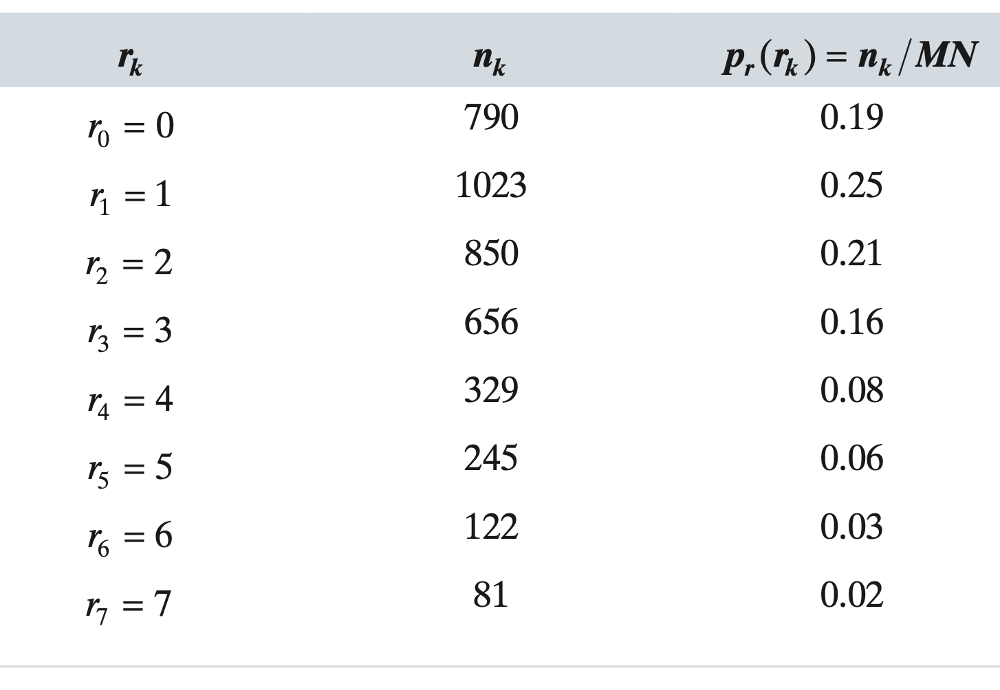 r_k n_k p_r(r_k) = n_k/MN
r_0 = 0 790 0.19
r_1 = 1 1023 0.25
r_2 = 2 850 0.21
r_3 = 3 656 0.16
r_4 = 4 329 0.08
r_5 = 5 245 0.06
r_6 = 6 122 0.03
r_7 = 7 81 0.02